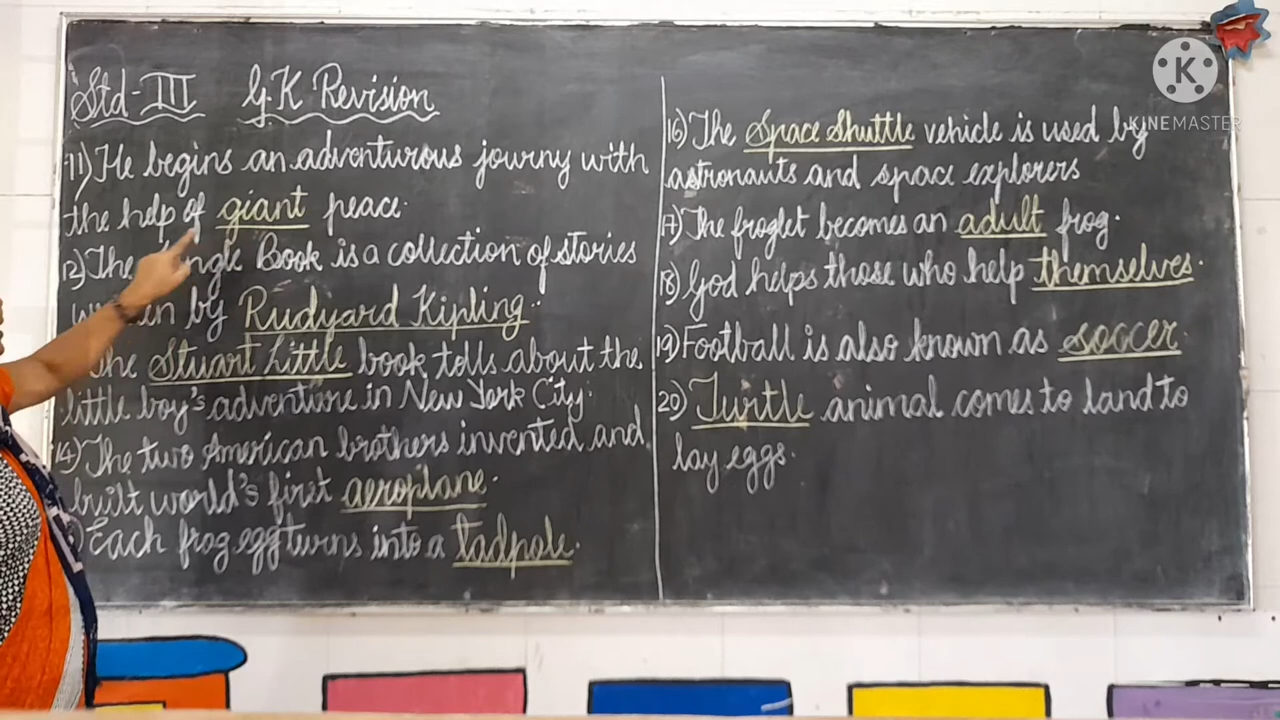 Std-III G.K Revision
11) He begins an adventurous journy with
the help of giant peace.
12) The Jungle Book is a collection of stories
by Rudyard Kipling.
The Stuart Little book tells about the
little boy's adventure in New York City.
14) The two American brothers invented and
built world's first aeroplane.
Each frog egg turns into a tadpole.
16) The Space Shuttle vehicle is used by
astronauts and space explorers
17) The froglet becomes an adult frog.
18) God helps those who help themselves.
19) Football is also known as soccer.
20) Turtle animal comes to land to
lay eggs.
K
KINEMASTER